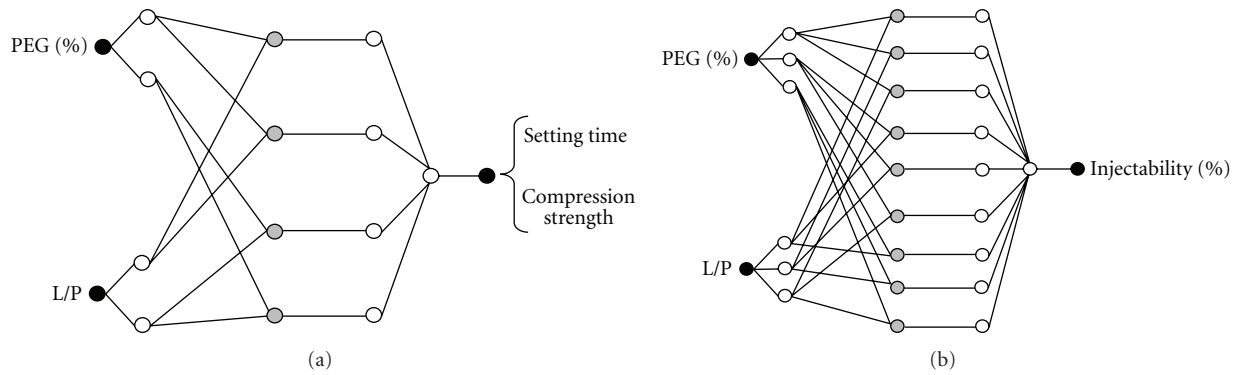 PEG (%)
L/P
Setting time
Compression
strength
(a)
PEG (%)
L/P
Injectability (%)
(b)